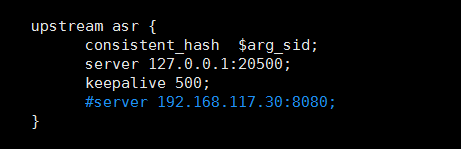 upstream asr {
consistent_hash  $arg_sid;
server 127.0.0.1:20500;
keepalive 500;
#server 192.168.117.30:8080;
}